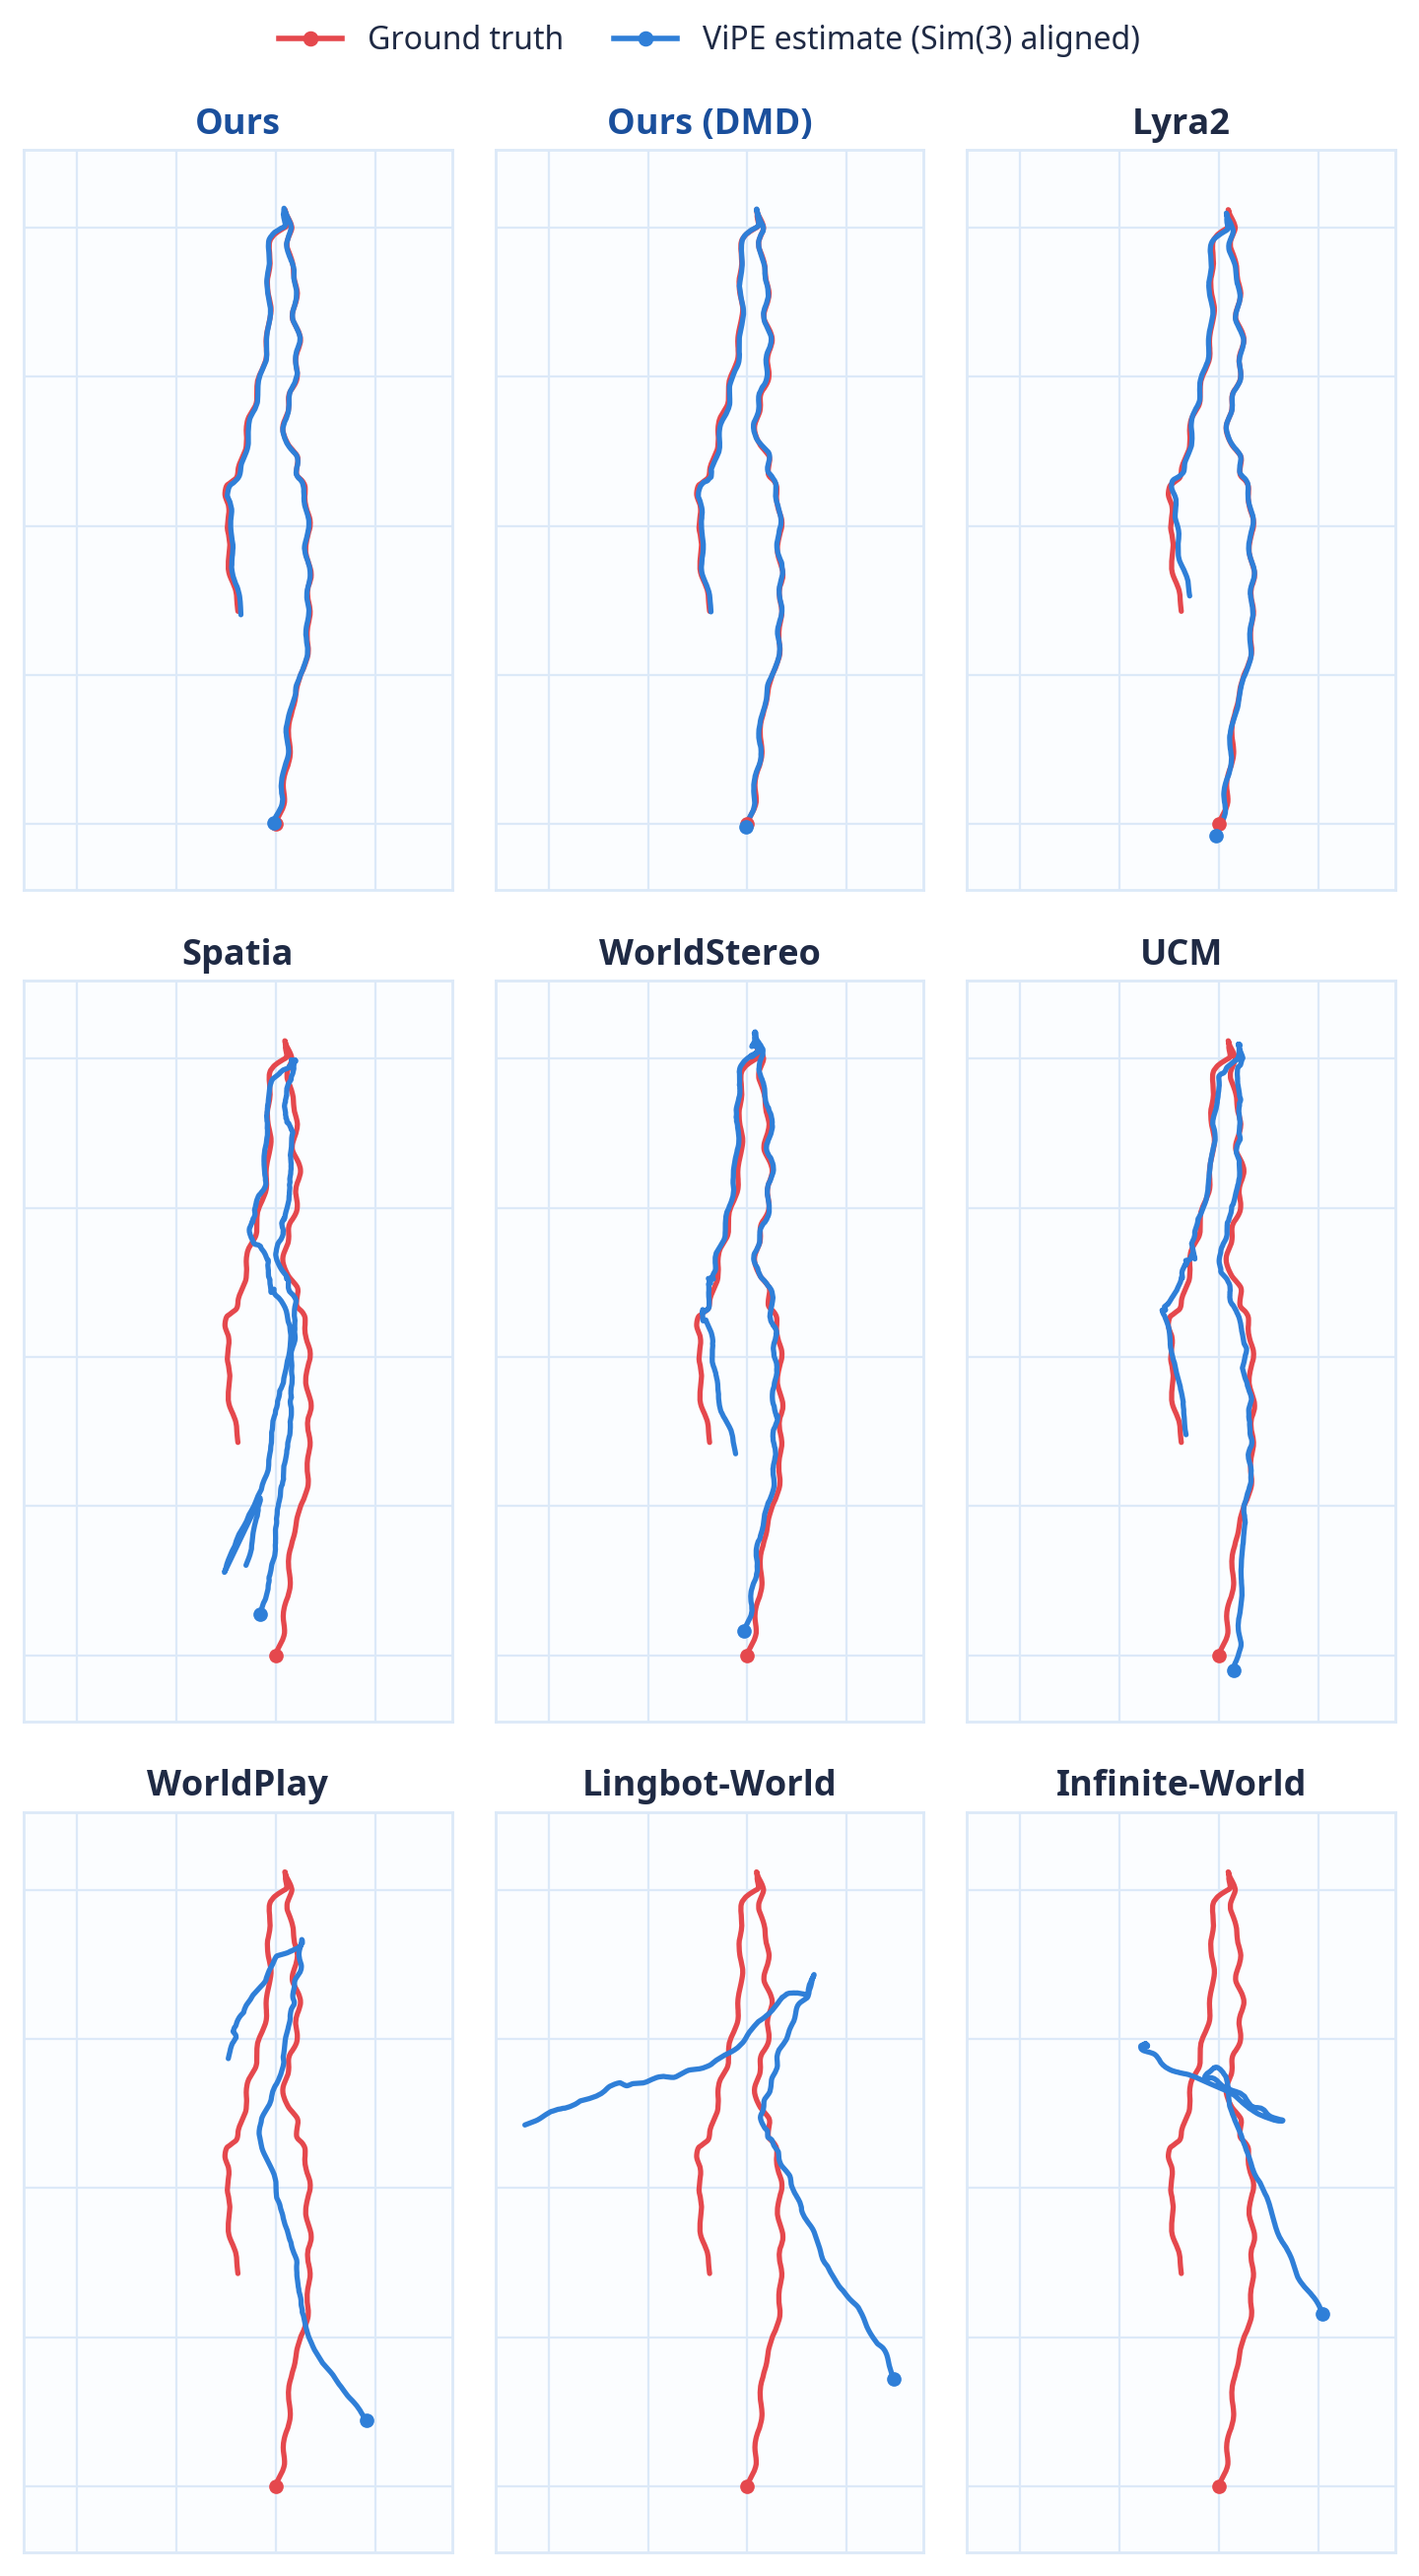 Ground truth
ViPE estimate (Sim(3) aligned)
Ours
Ours (DMD)
Lyra2
Spatia
WorldStereo
UCM
WorldPlay
Lingbot-World
Infinite-World